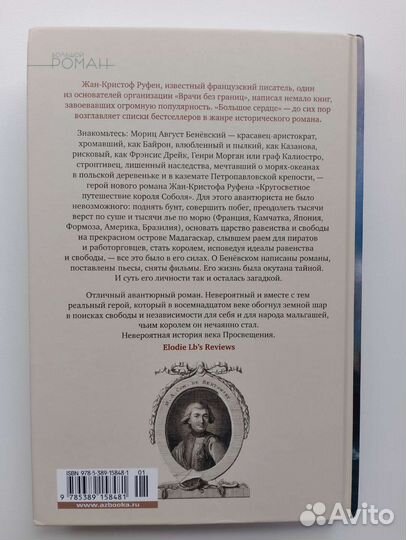 БОЛЬШОЙ
РОМАН
Жан-Кристоф Руфен, известный французский писатель, один
из основателей организации «Врачи без границ», написал немало книг,
завоевавших огромную популярность. «Большое сердце» — до сих пор
возглавляет списки бестселлеров в жанре исторического романа.
Знакомьтесь: Мориц Август Бенёвский — красавец-аристократ,
хромавший, как Байрон, влюбленный и пылкий, как Казанова,
рисковый, как Фрэнсис Дрейк, Генри Морган или граф Калиостро,
строптивец, лишенный наследства, мечтавший о морях-океанах
в польской деревеньке и в каземате Петропавловской крепости, —
герой нового романа Жан-Кристофа Руфена «Кругосветное
путешествие короля Соболя». Для этого авантюриста не было
невозможного: поднять бунт, совершить побег, преодолеть тысячи
верст по суше и тысячи лье по морю (Франция, Камчатка, Япония,
Формоза, Америка, Бразилия), основать царство равенства и свободы
на прекрасном острове Мадагаскар, слывшем раем для пиратов
и работорговцев, стать королем, исповедуя идеалы равенства
и свободы, — все это было в его силах. О Бенёвском написаны романы,
поставлены пьесы, сняты фильмы. Его жизнь была окутана тайной.
И суть его личности так и осталась загадкой.
Отличный авантюрный роман. Невероятный и вместе с тем
реальный герой, который в восемнадцатом веке обогнул земной шар
в поисках свободы и независимости для себя и для народа мальгашей,
чьим королем он нечаянно стал.
Невероятная история века Просвещения.
Elodie Lb's Reviews
ISBN 978-5-389-15848-1
01
9 785389 158481
www.azbooka.ru
Avito